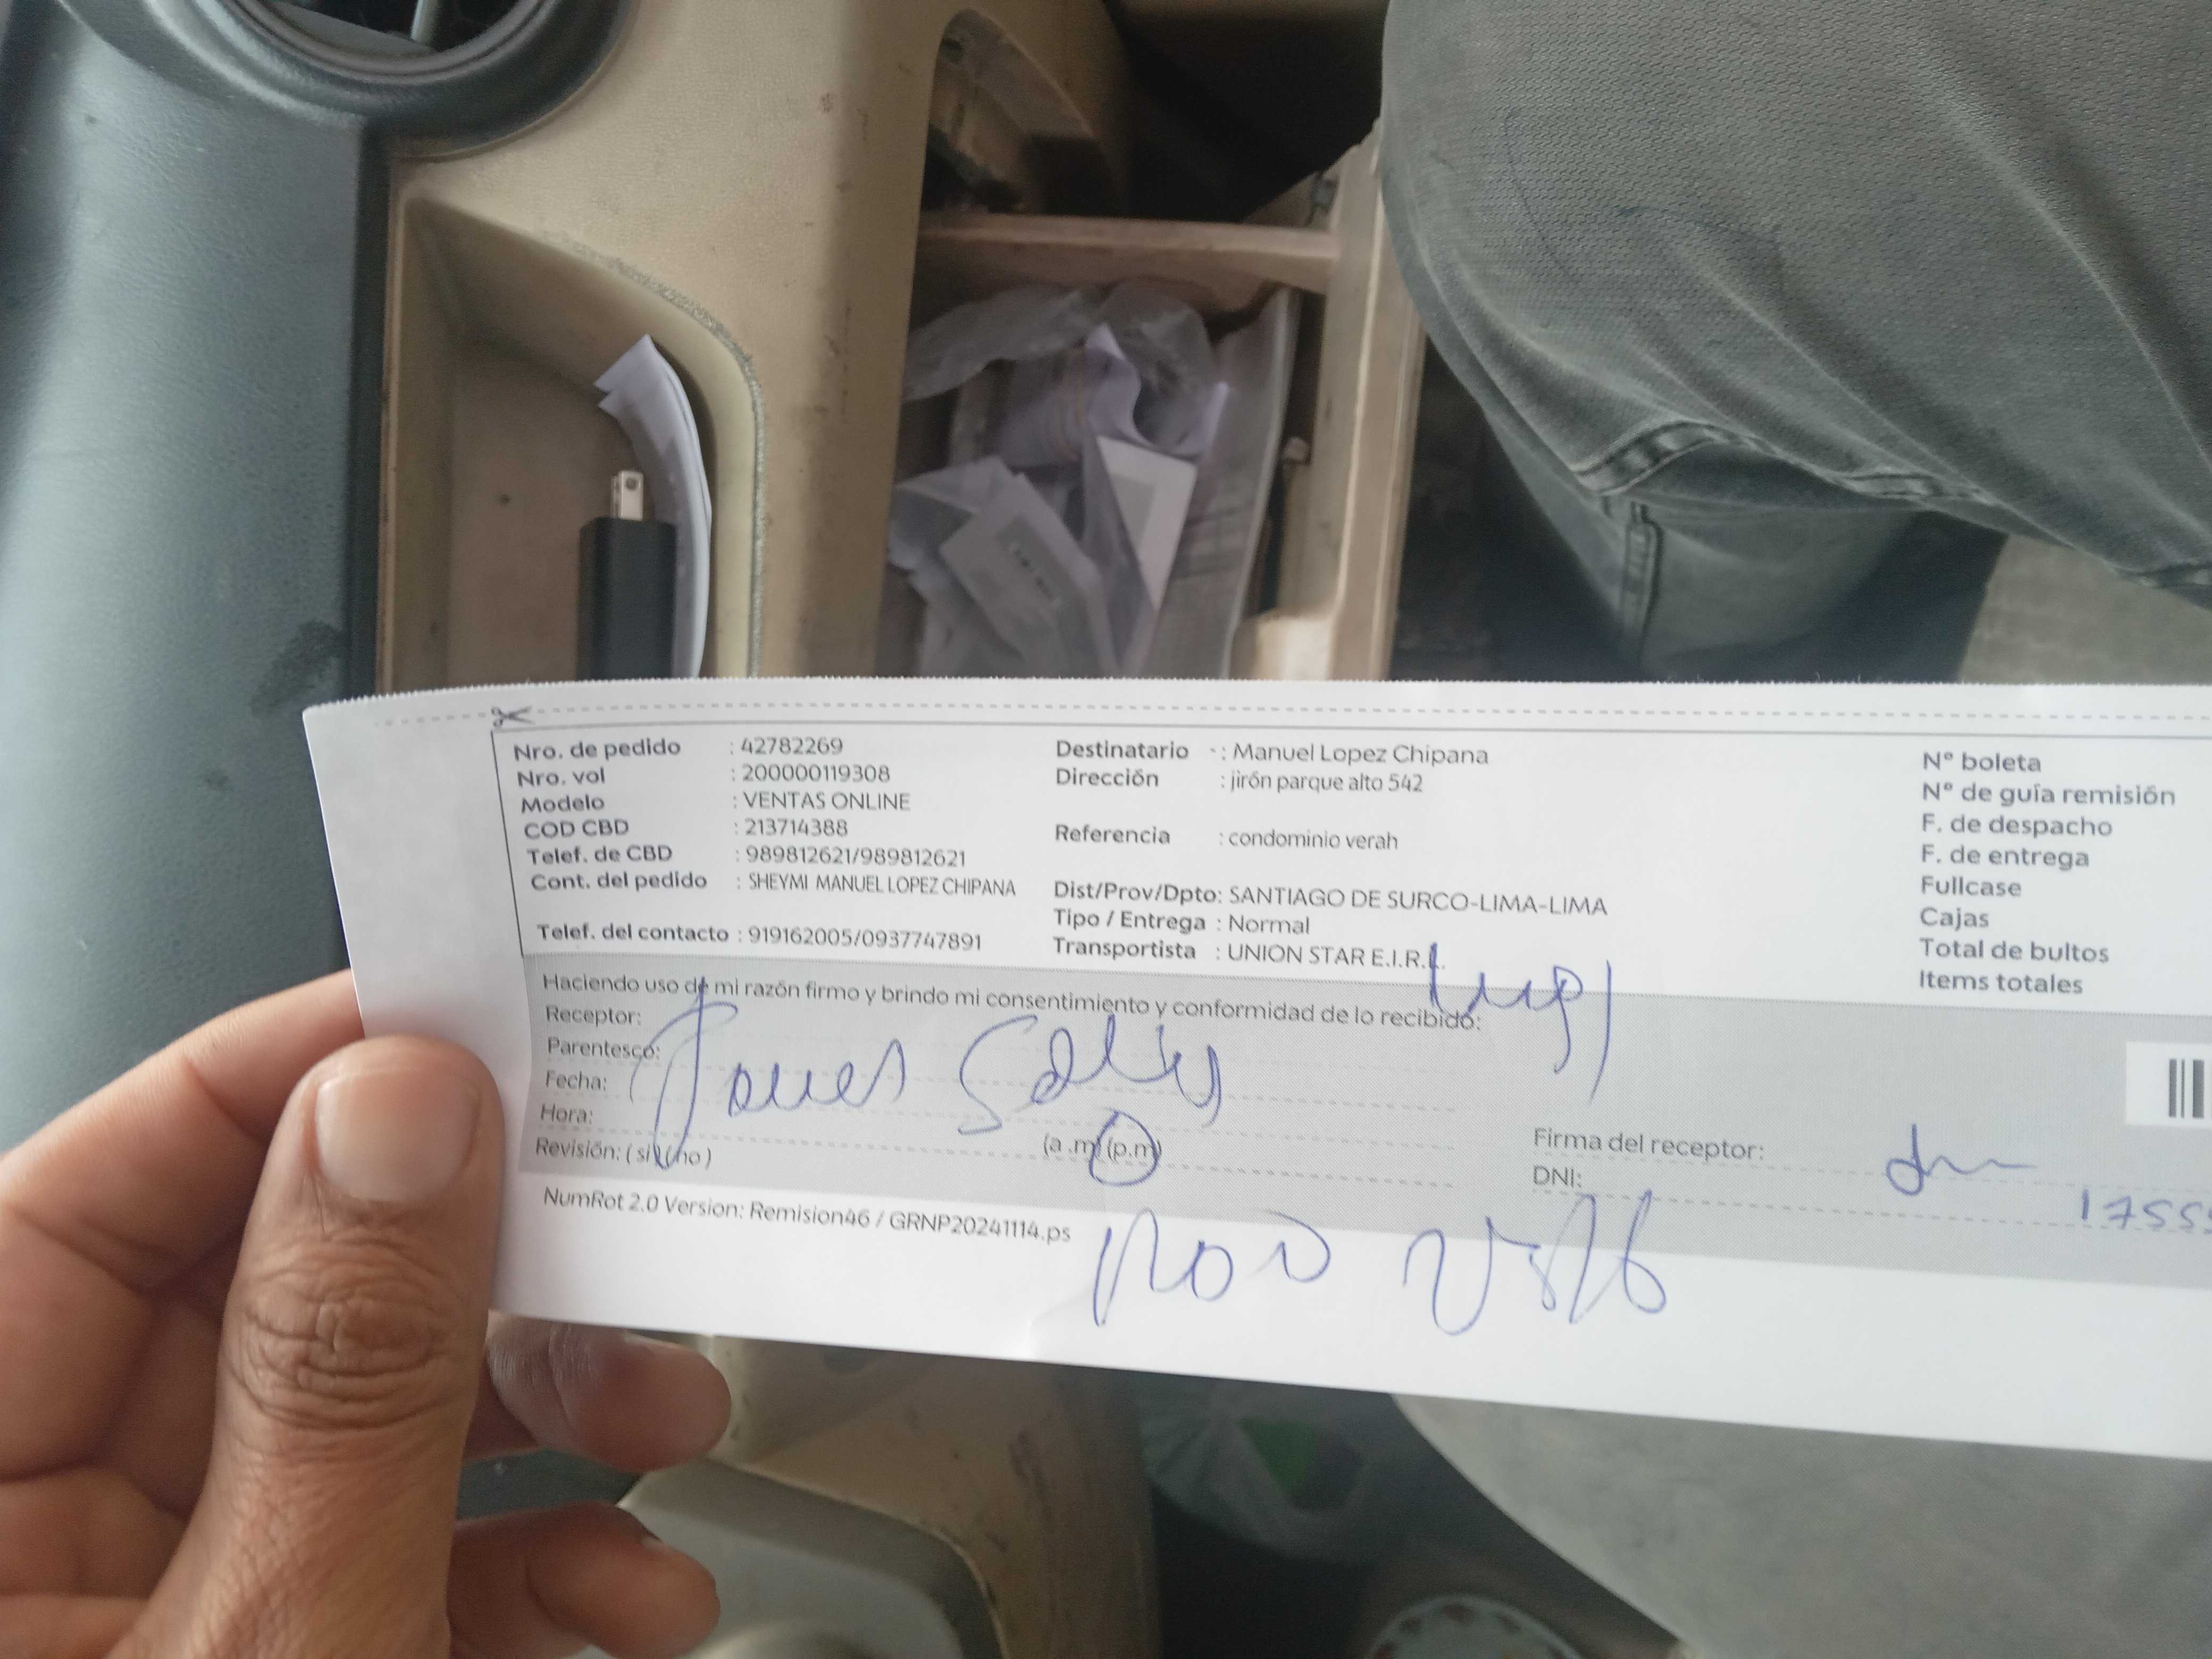 Nro. de pedido : 42782269
Nro. vol : 200000119308
Modelo : VENTAS ONLINE
COD CBD : 213714388
Telef. de CBD : 989812621/989812621
Cont. del pedido : SHEYMI MANUEL LOPEZ CHIPANA
Telef. del contacto : 919162005/0937747891
Destinatario : Manuel Lopez Chipana
Dirección : jirón parque alto 542
Referencia : condominio verah
Dist/Prov/Dpto: SANTIAGO DE SURCO-LIMA-LIMA
Tipo / Entrega : Normal
Transportista : UNION STAR E.I.R.L.
N° boleta
N° de guía remisión
F. de despacho
F. de entrega
Fullcase
Cajas
Total de bultos
Items totales
Haciendo uso de mi razón firmo y brindo mi consentimiento y conformidad de lo recibido:
Receptor:
Parentesco:
Fecha:
Hora: (a.m) (p.m)
Revisión: ( si ) ( no )
Firma del receptor:
DNI:
NumRot 2.0 Version: Remision46 / GRNP20241114.ps